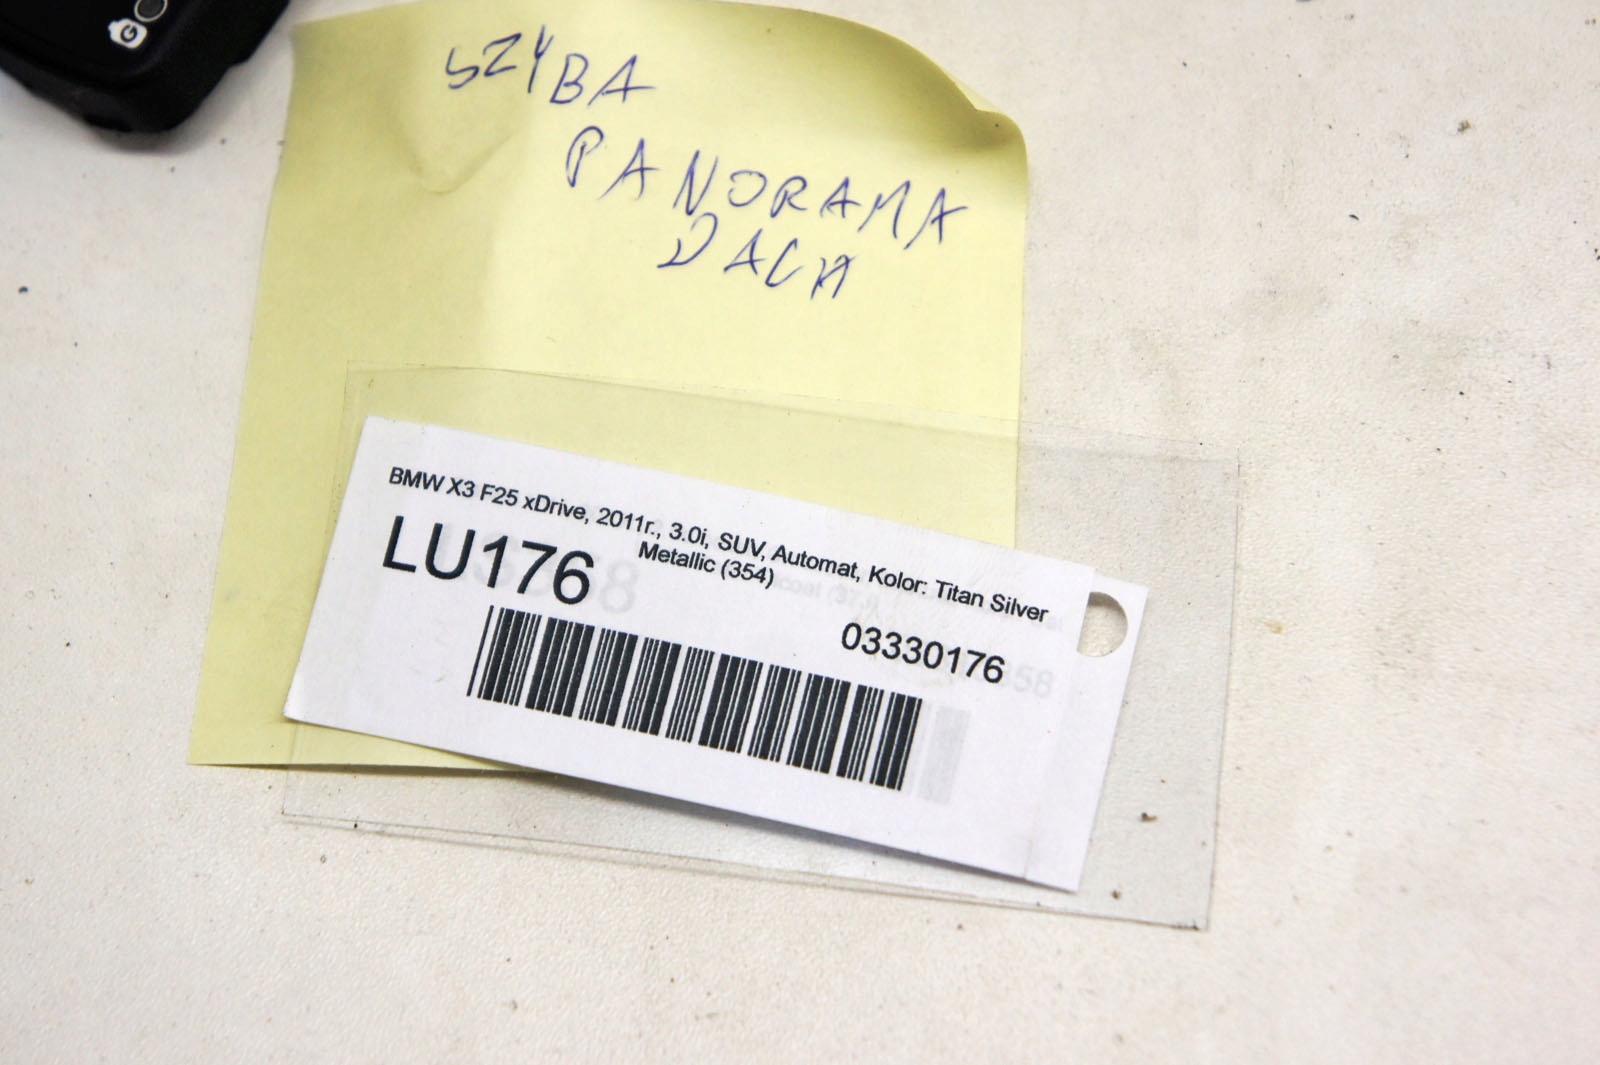 SZYBA
PANORAMA
DACH
BMW X3 F25 xDrive, 2011r., 3.0i, SUV, Automat, Kolor: Titan Silver
Metallic (354)
LU176
03330176